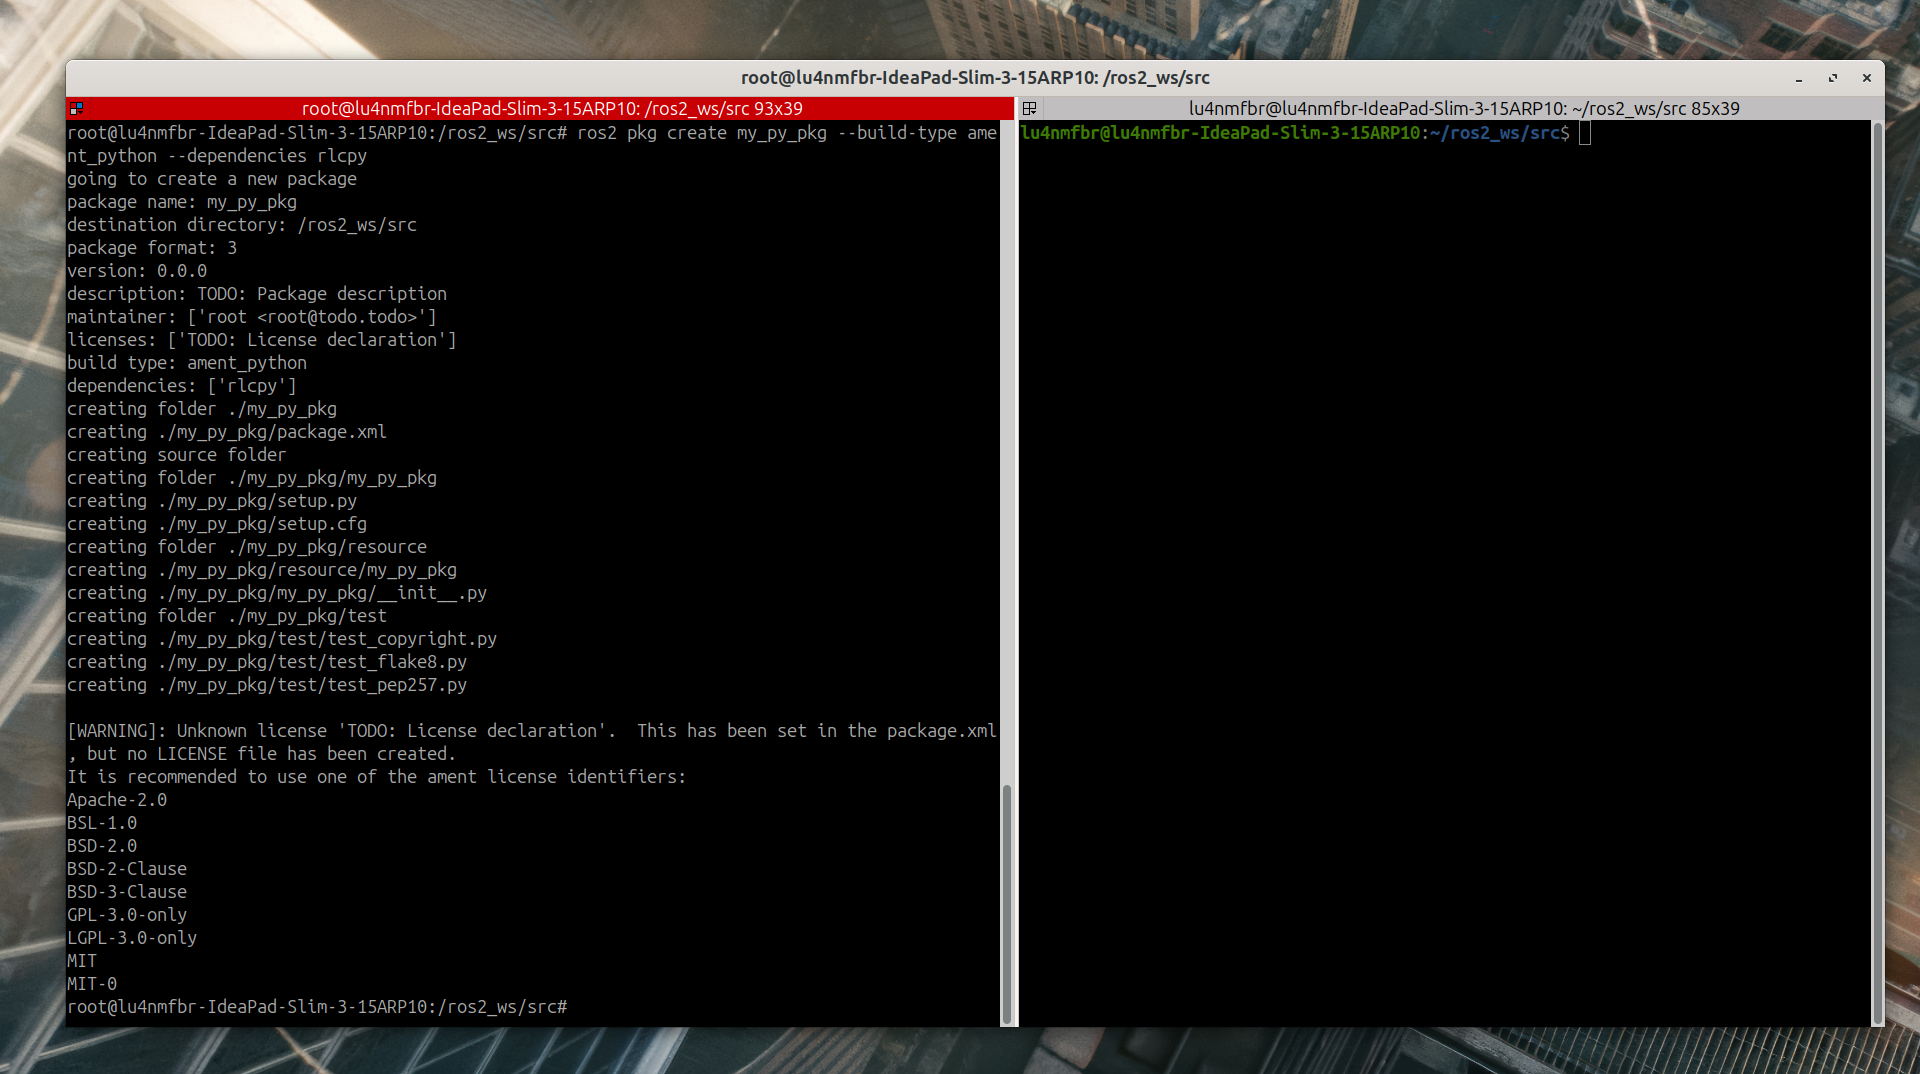 root@lu4nmfbr-IdeaPad-Slim-3-15ARP10: /ros2_ws/src
root@lu4nmfbr-IdeaPad-Slim-3-15ARP10: /ros2_ws/src 93x39
root@lu4nmfbr-IdeaPad-Slim-3-15ARP10:/ros2_ws/src# ros2 pkg create my_py_pkg --build-type ame
nt_python --dependencies rlcpy
going to create a new package
package name: my_py_pkg
destination directory: /ros2_ws/src
package format: 3
version: 0.0.0
description: TODO: Package description
maintainer: ['root <root@todo.todo>']
licenses: ['TODO: License declaration']
build type: ament_python
dependencies: ['rlcpy']
creating folder ./my_py_pkg
creating ./my_py_pkg/package.xml
creating source folder
creating folder ./my_py_pkg/my_py_pkg
creating ./my_py_pkg/setup.py
creating ./my_py_pkg/setup.cfg
creating folder ./my_py_pkg/resource
creating ./my_py_pkg/resource/my_py_pkg
creating ./my_py_pkg/my_py_pkg/__init__.py
creating folder ./my_py_pkg/test
creating ./my_py_pkg/test/test_copyright.py
creating ./my_py_pkg/test/test_flake8.py
creating ./my_py_pkg/test/test_pep257.py

[WARNING]: Unknown license 'TODO: License declaration'.  This has been set in the package.xml
, but no LICENSE file has been created.
It is recommended to use one of the ament license identifiers:
Apache-2.0
BSL-1.0
BSD-2.0
BSD-2-Clause
BSD-3-Clause
GPL-3.0-only
LGPL-3.0-only
MIT
MIT-0
root@lu4nmfbr-IdeaPad-Slim-3-15ARP10:/ros2_ws/src#
lu4nmfbr@lu4nmfbr-IdeaPad-Slim-3-15ARP10: ~/ros2_ws/src 85x39
lu4nmfbr@lu4nmfbr-IdeaPad-Slim-3-15ARP10:~/ros2_ws/src$